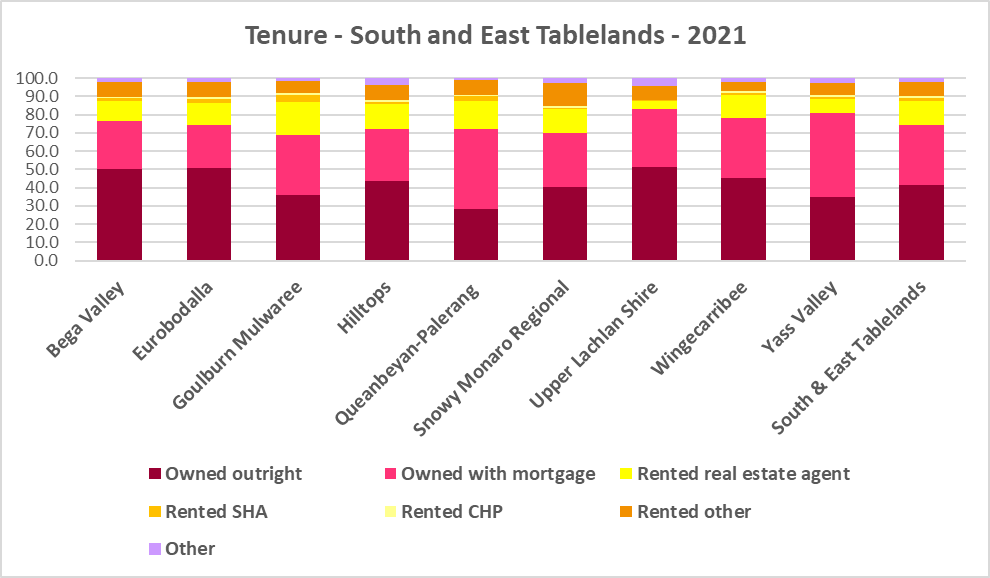 Tenure - South and East Tablelands - 2021
100.0
90.0
80.0
70.0
60.0
50.0
40.0
30.0
20.0
10.0
0.0
Bega Valley
Eurobodalla
Goulburn Mulwaree
Hilltops
Queanbeyan-Palerang
Snowy Monaro Regional
Upper Lachlan Shire
Wingecarribee
Yass Valley
South & East Tablelands
Owned outright
Owned with mortgage
Rented real estate agent
Rented SHA
Rented CHP
Rented other
Other